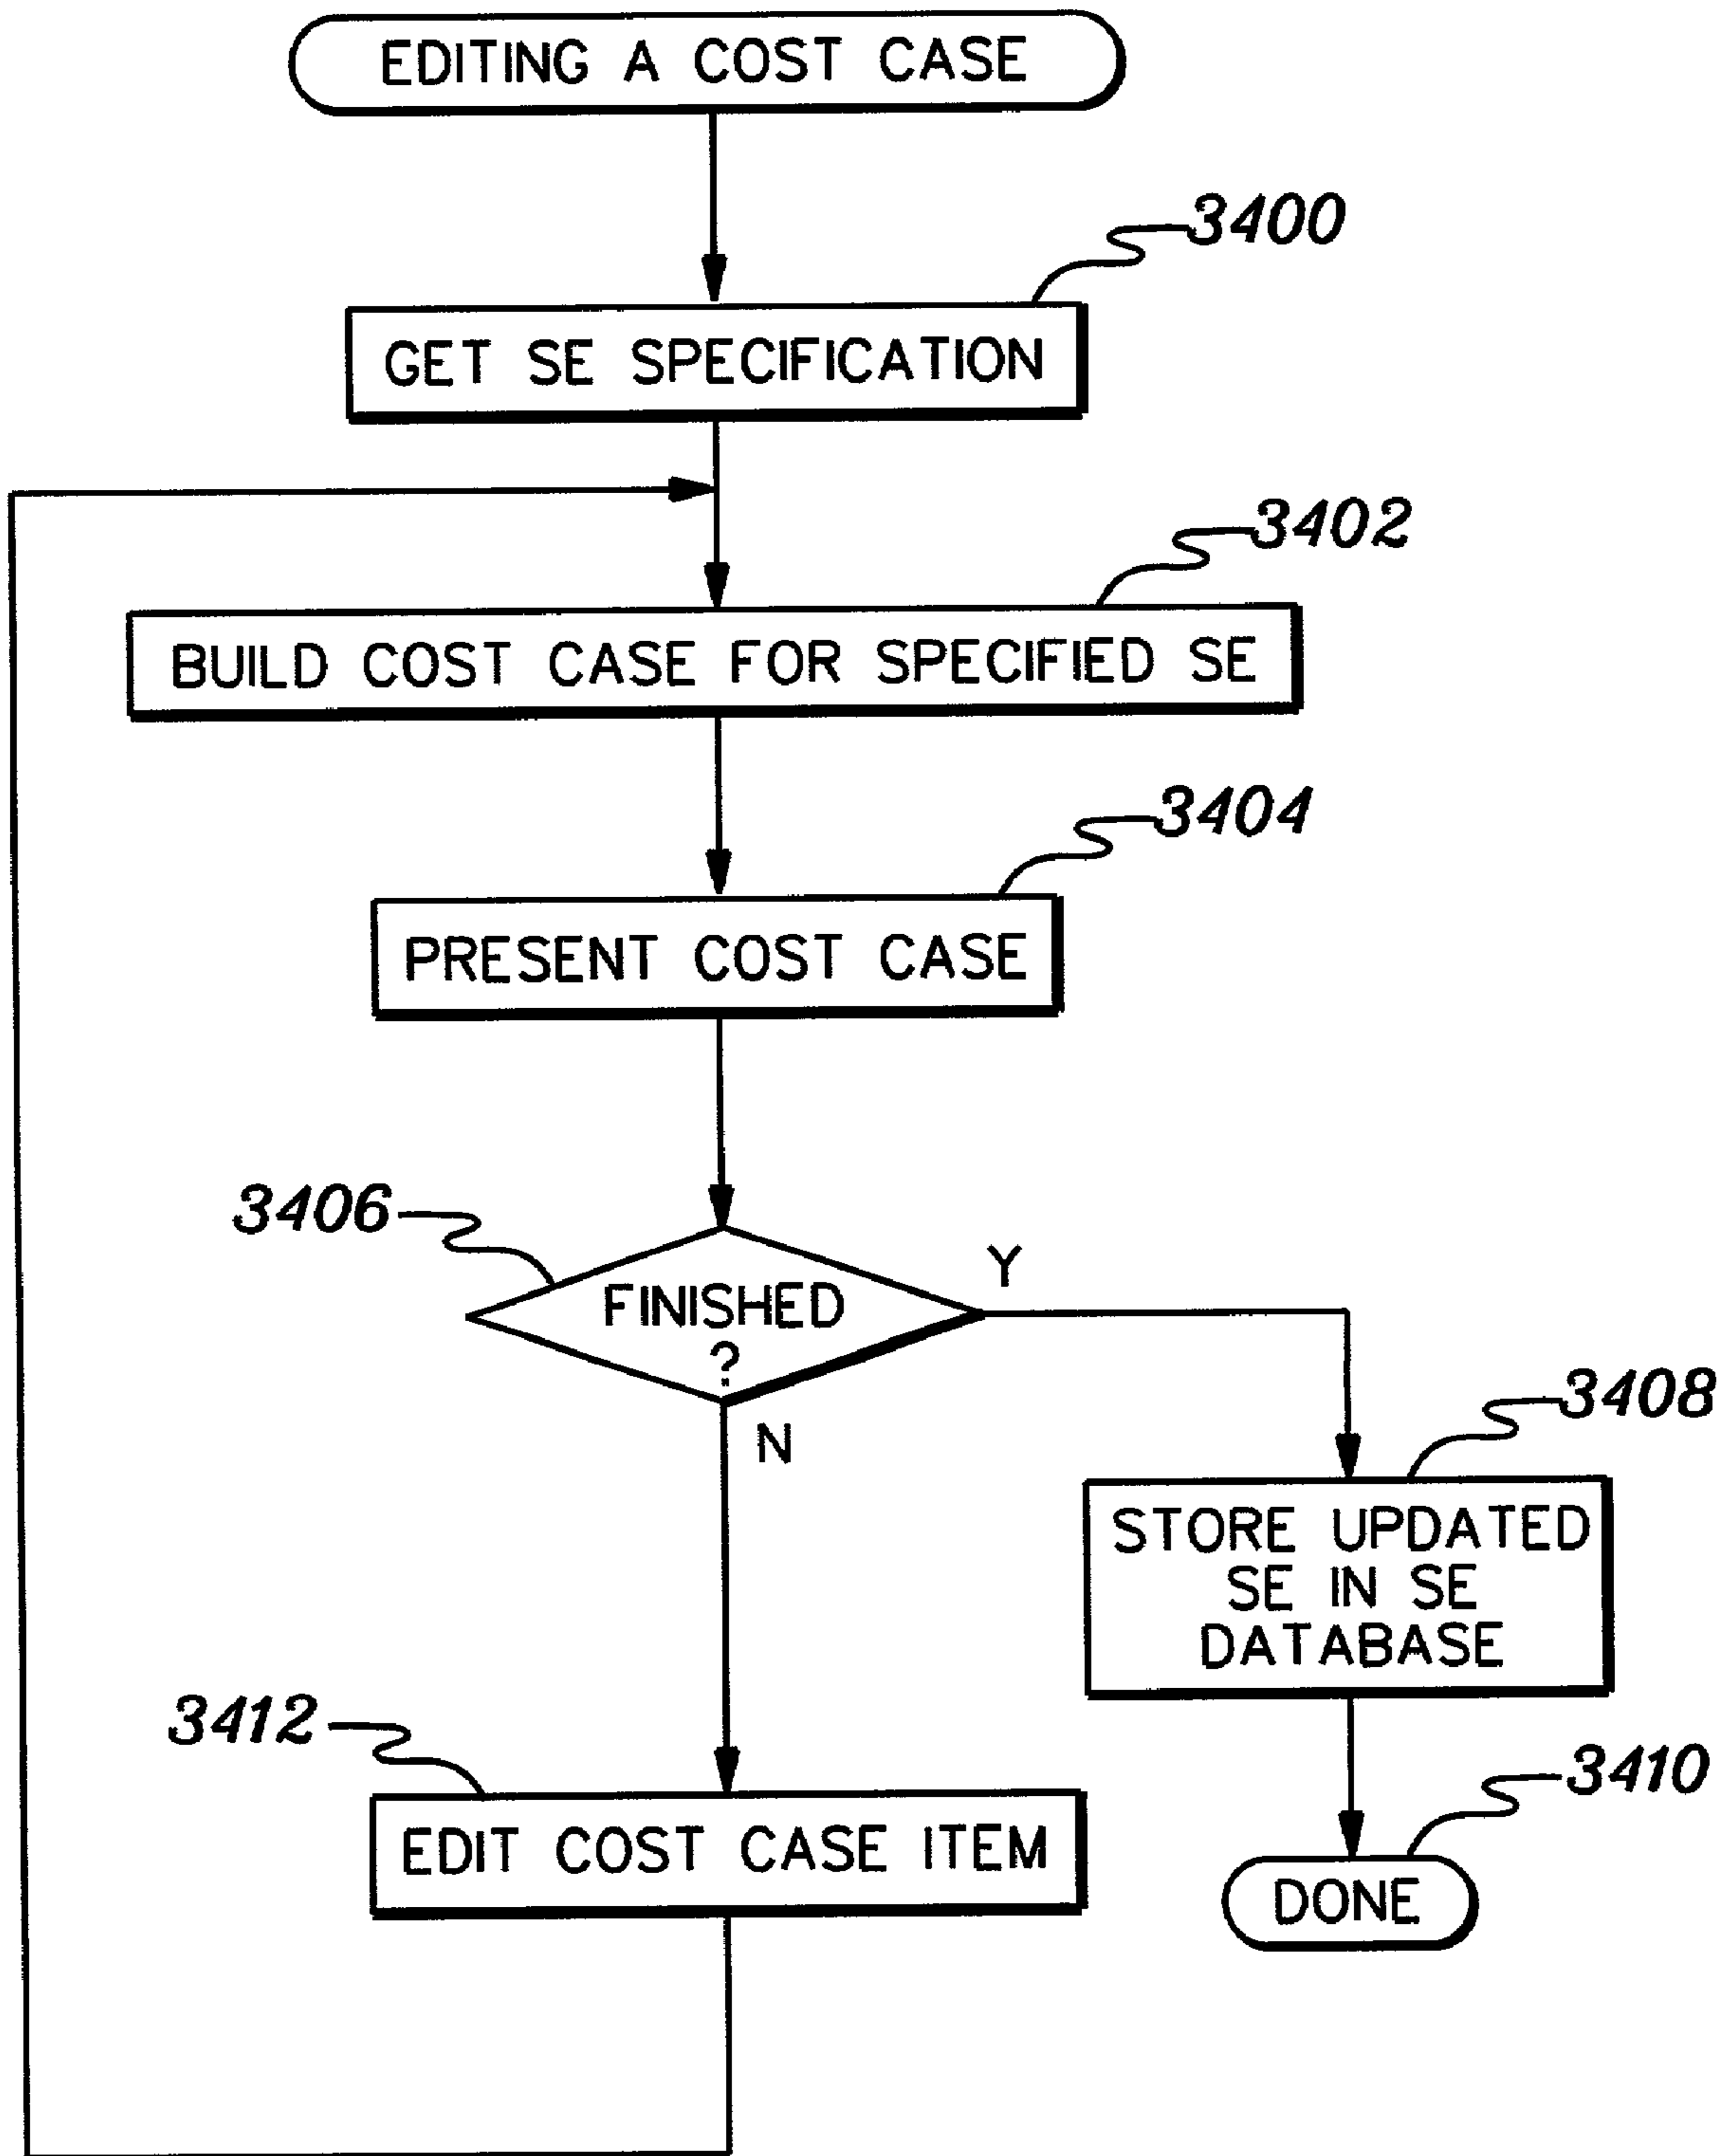 EDITING A COST CASE
3400
GET SE SPECIFICATION
3402
BUILD COST CASE FOR SPECIFIED SE
3404
PRESENT COST CASE
3406
FINISHED
?
Y
N
3408
STORE UPDATED
SE IN SE
DATABASE
3412
EDIT COST CASE ITEM
3410
DONE